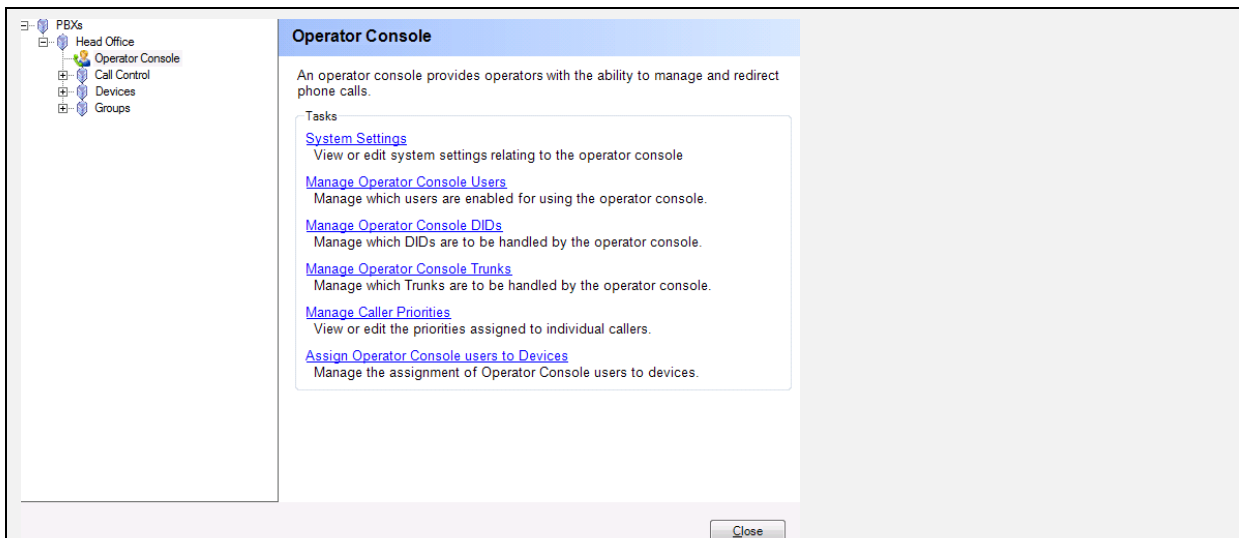 PBXs
Head Office
Operator Console
Call Control
Devices
Groups
Operator Console
An operator console provides operators with the ability to manage and redirect
phone calls.
Tasks
System Settings
View or edit system settings relating to the operator console
Manage Operator Console Users
Manage which users are enabled for using the operator console.
Manage Operator Console DIDs
Manage which DIDs are to be handled by the operator console.
Manage Operator Console Trunks
Manage which Trunks are to be handled by the operator console.
Manage Caller Priorities
View or edit the priorities assigned to individual callers.
Assign Operator Console users to Devices
Manage the assignment of Operator Console users to devices.
Close